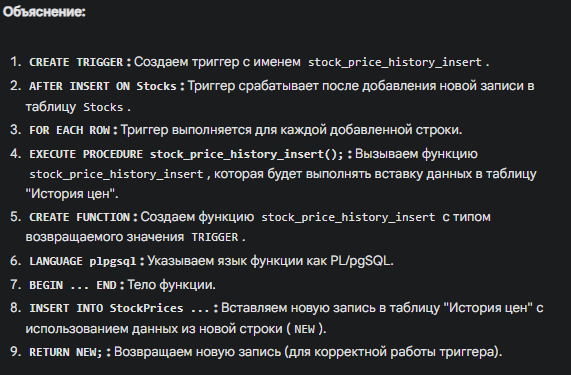 Объяснение:
1. CREATE TRIGGER : Создаем триггер с именем stock_price_history_insert .
2. AFTER INSERT ON Stocks : Триггер срабатывает после добавления новой записи в
таблицу Stocks .
3. FOR EACH ROW : Триггер выполняется для каждой добавленной строки.
4. EXECUTE PROCEDURE stock_price_history_insert(); : Вызываем функцию
stock_price_history_insert , которая будет выполнять вставку данных в таблицу
"История цен".
5. CREATE FUNCTION : Создаем функцию stock_price_history_insert с типом
возвращаемого значения TRIGGER .
6. LANGUAGE plpgsql : Указываем язык функции как PL/pgSQL.
7. BEGIN ... END : Тело функции.
8. INSERT INTO StockPrices ... : Вставляем новую запись в таблицу "История цен" с
использованием данных из новой строки ( NEW ).
9. RETURN NEW; : Возвращаем новую запись (для корректной работы триггера).